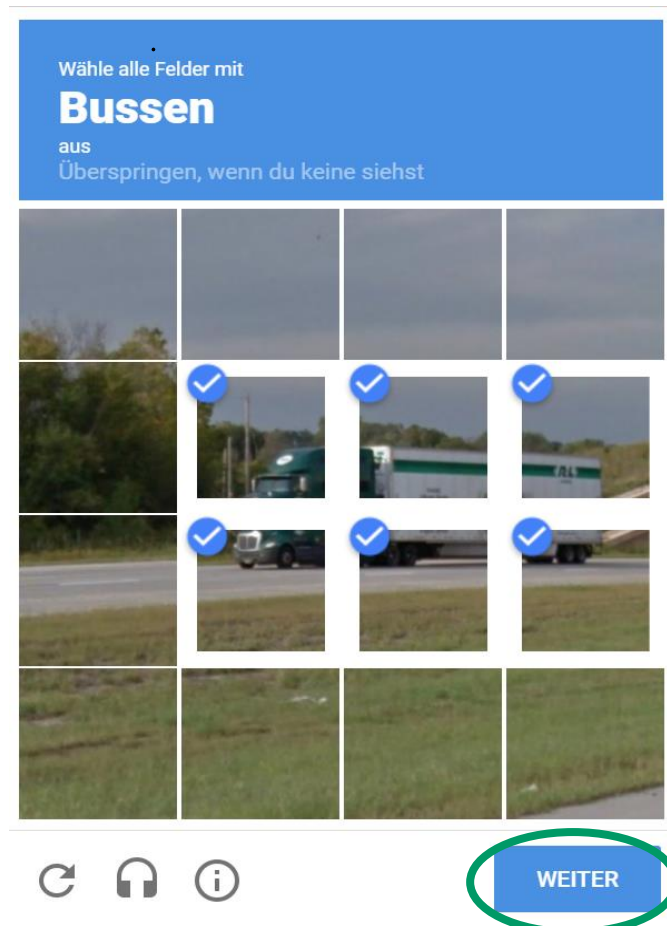 Wähle alle Felder mit
Bussen
aus
Überspringen, wenn du keine siehst
WEITER